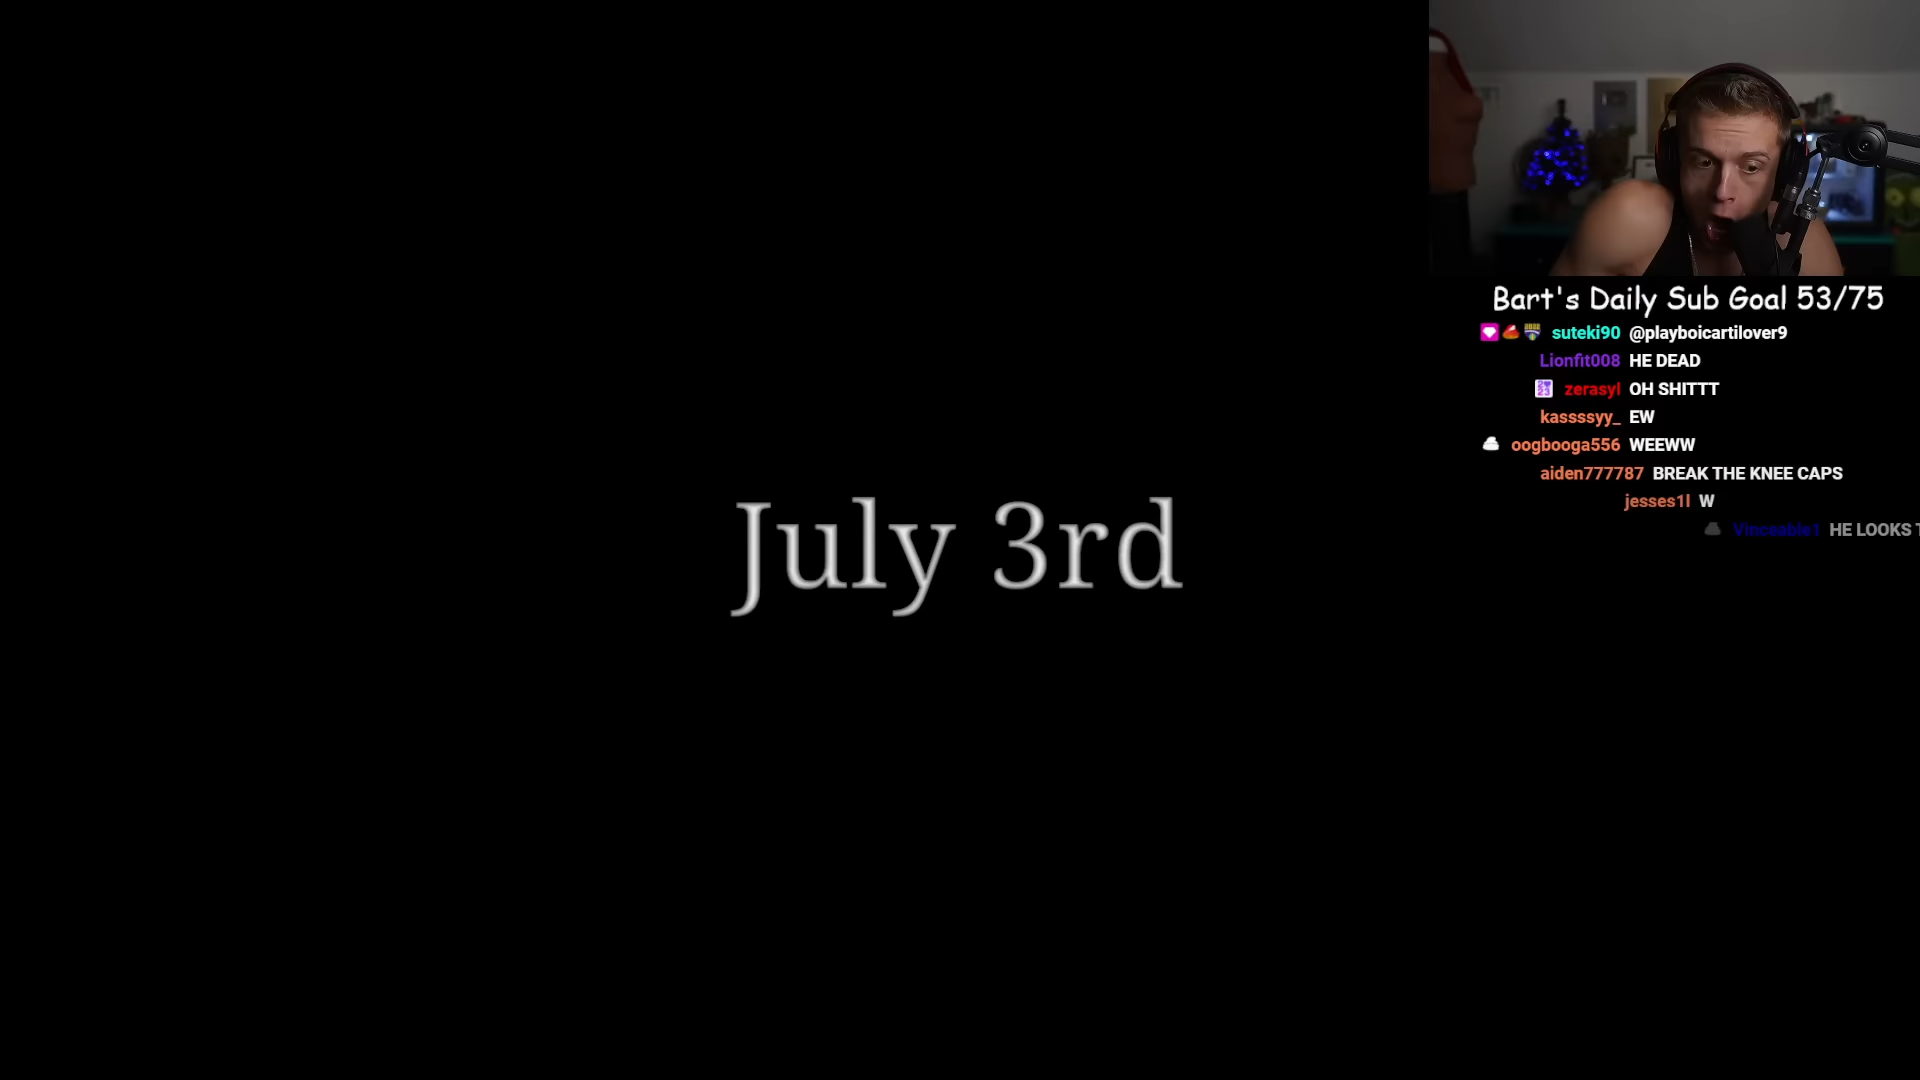 July 3rd
Bart's Daily Sub Goal 53/75
suteki90 @playboicartilover9
Lionfit008 HE DEAD
zerasyl OH SHITTT
kassssyy_ EW
oogbooga556 WEEWW
aiden777787 BREAK THE KNEE CAPS
jesses1l W
Vinceable1 HE LOOKS T